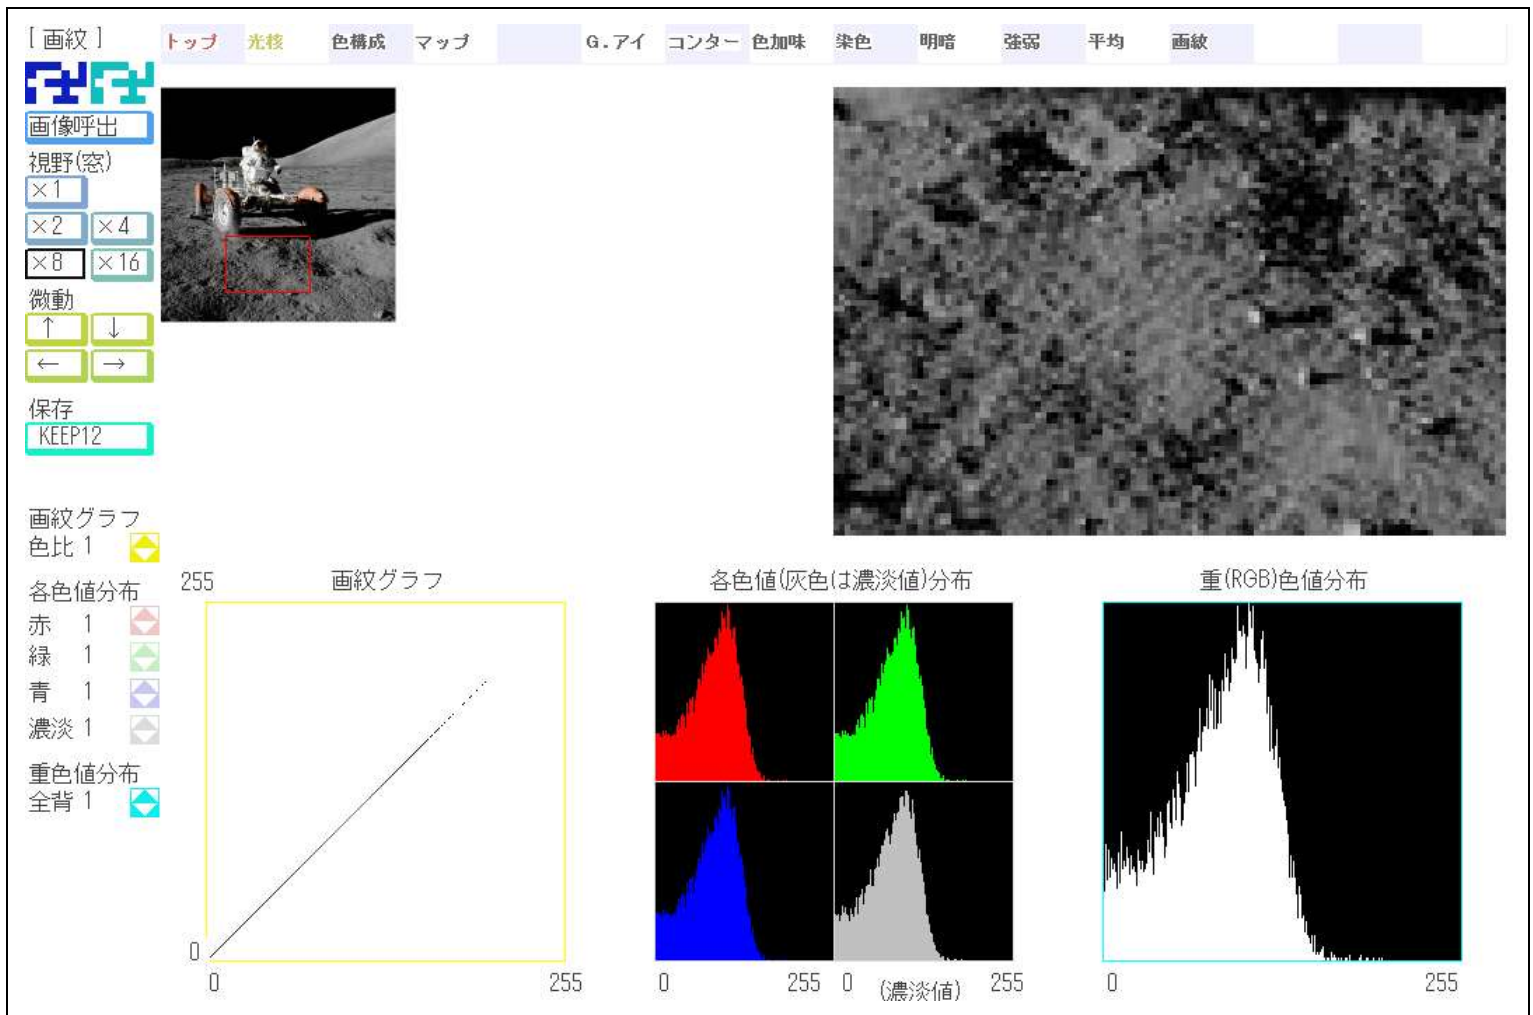 [ 画紋 ]
トップ 光核 色構成 マップ G.アイ コンター 色加味 染色 明暗 強弱 平均 画紋
画像呼出
視野(窓)
×1
×2 ×4
×8 ×16
微動
↑ ↓
← →
保存
KEEP12
画紋グラフ
色比 1
各色値分布
赤 1
緑 1
青 1
濃淡 1
重色値分布
全背 1
255 画紋グラフ
0
0 255
各色値(灰色は濃淡値)分布
0 255 0 (濃淡値) 255
重(RGB)色値分布
0 255